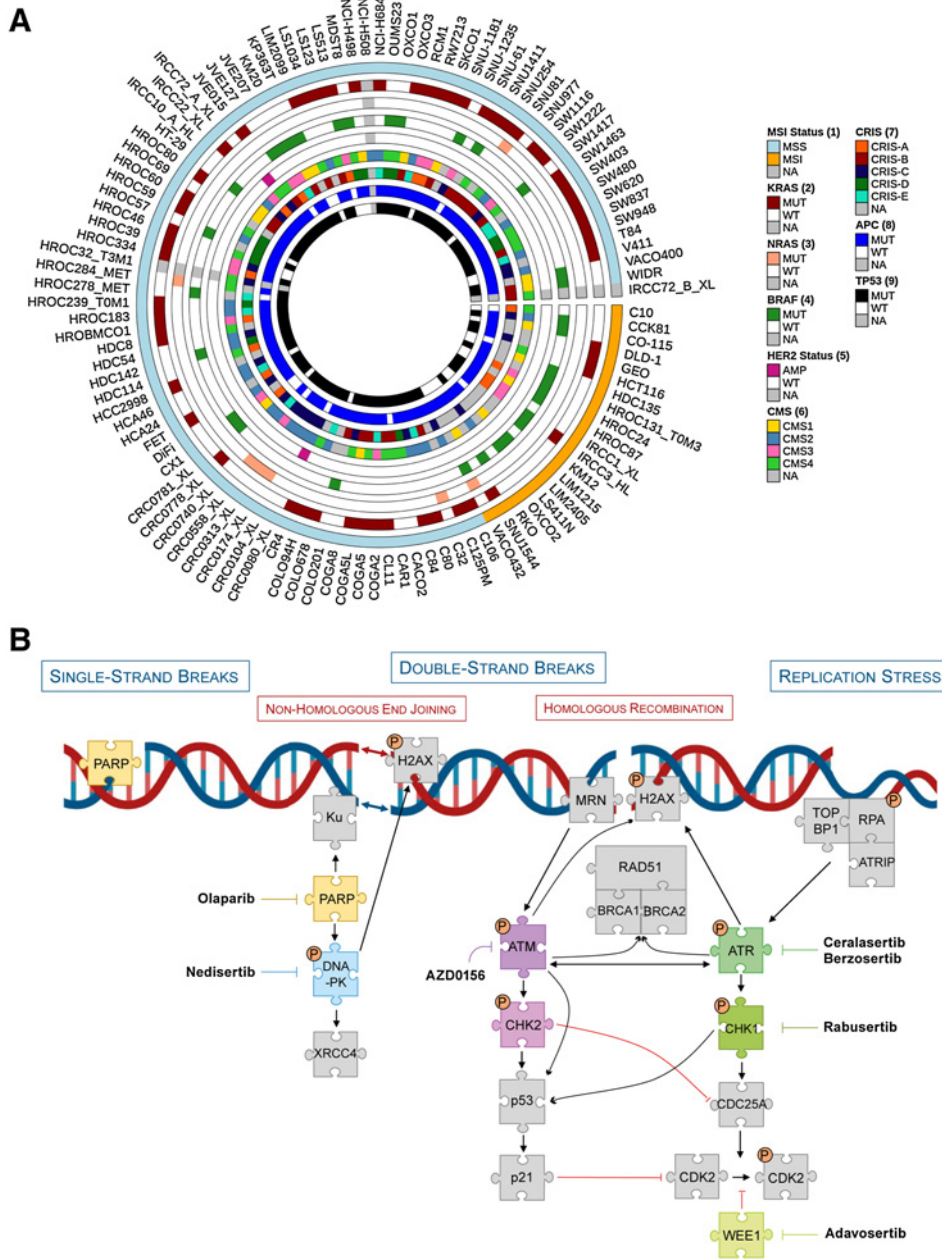 A
IRCC72_B_XL
WIDR
VACO400
V411
T84
SW948
SW837
SW620
SW480
SW403
SW1463
SW1417
SW1222
SW1116
SNU977
SNU81
SNU254
SNU1411
SNU-61
SNU-1235
SNU-1181
SKCO1
RW7213
RCM1
OXCO3
OXCO1
OUMS23
NCI-H684
NCI-H508
NCI-H498
MDST8
LS513
LS123
LS1034
LIM2099
KP363T
KM20
JVE207
JVE127
JVE015
IRCC72_A_XL
IRCC22_XL
IRCC10_A_HL
HT-29
HROC80
HROC69
HROC60
HROC59
HROC57
HROC46
HROC39
HROC334
HROC32_T3M1
HROC284_MET
HROC278_MET
HROC239_T0M1
HROC183
HROBMCO1
HDC8
HDC54
HDC142
HDC114
HCC2998
HCA46
HCA24
FET
DiFi
CX1
CRC0781_XL
CRC0778_XL
CRC0740_XL
CRC0558_XL
CRC0313_XL
CRC0174_XL
CRC0104_XL
CRC0080_XL
CR4
COLO94H
COLO678
COLO201
COGA8
COGA5L
COGA5
COGA2
CL11
CAR1
CACO2
C84
C80
C32
C125PM
C106
VACO432
SNU1544
RKO
OXCO2
LS411N
LIM2405
LIM1215
KM12
IRCC3_HL
IRCC1_XL
HROC87
HROC24
HROC131_T0M3
HDC135
HCT116
GEO
DLD-1
CO-115
CCK81
C10
MSI Status (1)
MSS
MSI
NA
KRAS (2)
MUT
WT
NA
NRAS (3)
MUT
WT
NA
BRAF (4)
MUT
WT
NA
HER2 Status (5)
AMP
WT
NA
CMS (6)
CMS1
CMS2
CMS3
CMS4
NA
CRIS (7)
CRIS-A
CRIS-B
CRIS-C
CRIS-D
CRIS-E
NA
APC (8)
MUT
WT
NA
TP53 (9)
MUT
WT
NA
B
SINGLE-STRAND BREAKS
DOUBLE-STRAND BREAKS
REPLICATION STRESS
NON-HOMOLOGOUS END JOINING
HOMOLOGOUS RECOMBINATION
PARP
P
H2AX
Ku
MRN
P
H2AX
TOP
BP1
RPA
P
ATRIP
RAD51
BRCA1
BRCA2
Olaparib
PARP
Nedisertib
P
DNA
-PK
XRCC4
P
ATM
AZD0156
P
ATR
Ceralasertib
Berzosertib
P
CHK2
P
CHK1
Rabusertib
p53
CDC25A
p21
CDK2
P
CDK2
WEE1
Adavosertib